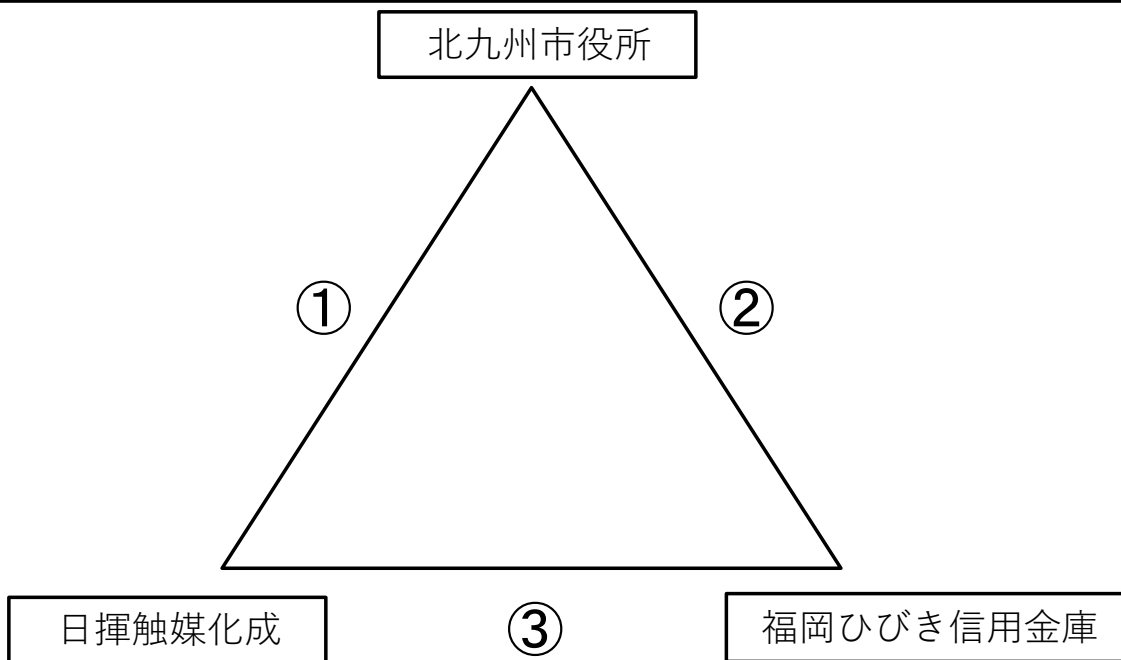 北九州市役所
①
②
日揮触媒化成
③
福岡ひびき信用金庫